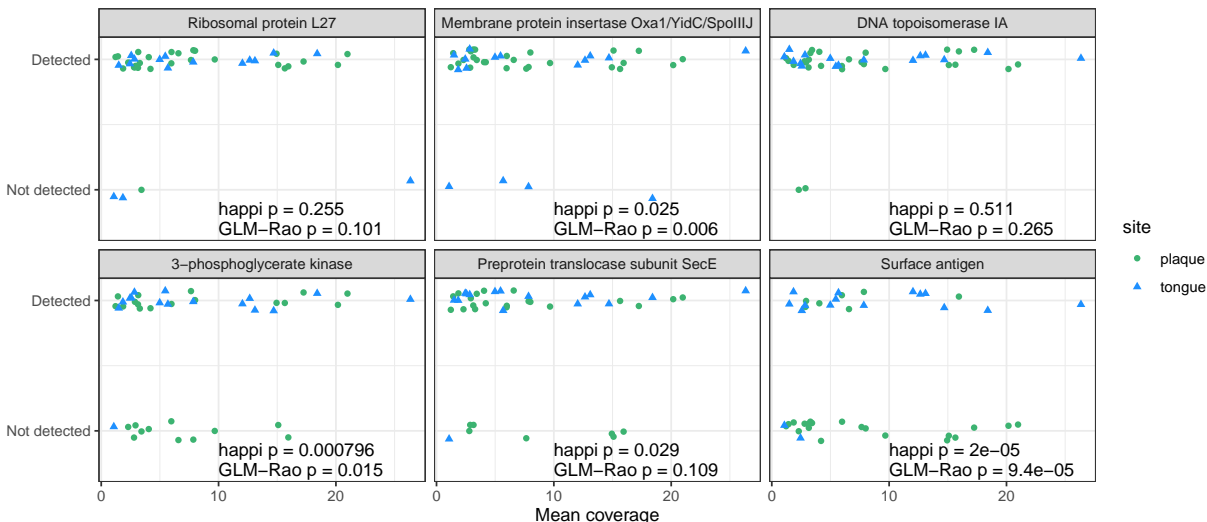 Ribosomal protein L27
Membrane protein insertase Oxa1/YidC/SpoIIIJ
DNA topoisomerase IA
Detected
Not detected
happi p = 0.255
GLM−Rao p = 0.101
happi p = 0.025
GLM−Rao p = 0.006
happi p = 0.511
GLM−Rao p = 0.265
3−phosphoglycerate kinase
Preprotein translocase subunit SecE
Surface antigen
Detected
Not detected
happi p = 0.000796
GLM−Rao p = 0.015
happi p = 0.029
GLM−Rao p = 0.109
happi p = 2e−05
GLM−Rao p = 9.4e−05
0 10 20 0 10 20 0 10 20
Mean coverage
site
plaque
tongue